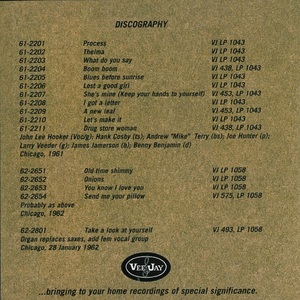 DISCOGRAPHY
61-2201 Process VJ LP 1043
61-2202 Thelma VJ LP 1043
61-2203 What do you say VJ LP 1043
61-2204 Boom boom VJ 438, LP 1043
61-2205 Blues before sunrise VJ LP 1043
61-2206 Lost a good girl VJ LP 1043
61-2207 She's mine (Keep your hands to yourself) VJ 453, LP 1043
61-2208 I got a letter VJ LP 1043
61-2209 A new leaf VJ 453, LP 1043
61-2210 Let's make it VJ LP 1043
61-2211 Drug store woman VJ 438, LP 1043
John Lee Hooker (Voc/g); Hank Cosby (ts); Andrew "Mike" Terry (bs); Joe Hunter (p);
Larry Veeder (g); James Jamerson (b); Benny Benjamin (d)
Chicago, 1961
62-2651 Old-time shimmy VJ LP 1058
62-2652 Onions VJ LP 1058
62-2653 You know I love you VJ LP 1058
62-2654 Send me your pillow VJ 575, LP 1058
Probably as above
Chicago, 1962
62-2801 Take a look at yourself VJ 493, LP 1058
Organ replaces saxes, add fem vocal group
Chicago, 28 January 1962
VEE JAY
...bringing to your home recordings of special significance.